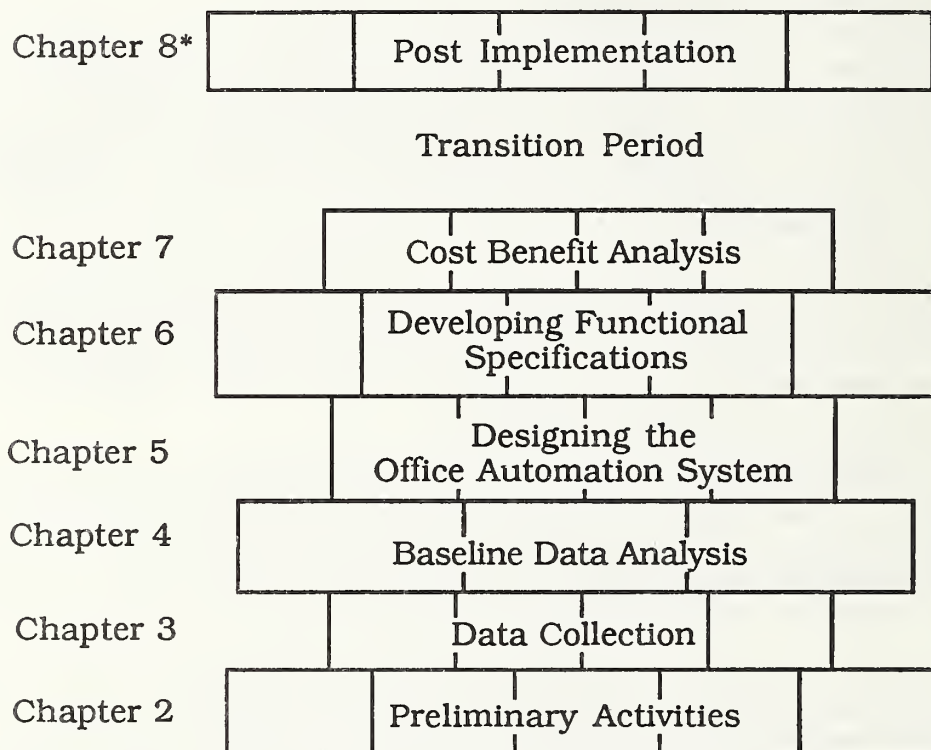 Chapter 8* Post Implementation
Transition Period
Chapter 7 Cost Benefit Analysis
Chapter 6 Developing Functional
Specifications
Chapter 5 Designing the
Office Automation System
Chapter 4 Baseline Data Analysis
Chapter 3 Data Collection
Chapter 2 Preliminary Activities